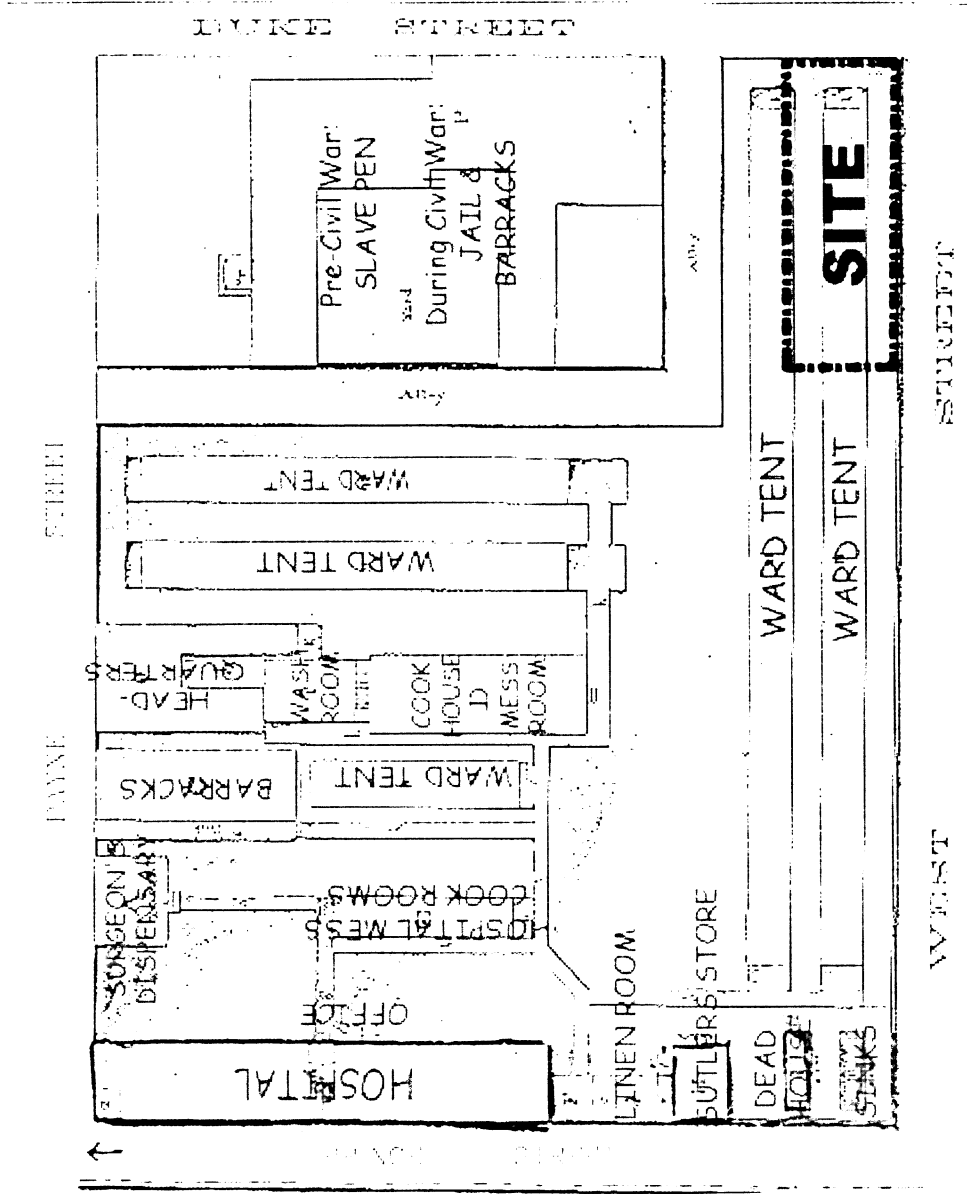 DUKE STREET
Pre-Civil War:
SLAVE PEN
Yard
During Civil War:
JAIL &
BARRACKS
Alley
SITE
Alley
STREET
WARD TENT
WARD TENT
WARD TENT
WARD TENT
STREET
HEAD-
QUARTERS
WASH
ROOM
COOK
HOUSE
MESS
ROOM
PAYNE
BARRACKS
WARD TENT
SURGEON'S
DISPENSARY
HOSPITAL MESS
COOK ROOMS
WEST
OFFICE
HOSPITAL
LINEN ROOM
SUTLERS STORE
DEAD
HOUSE
SINKS